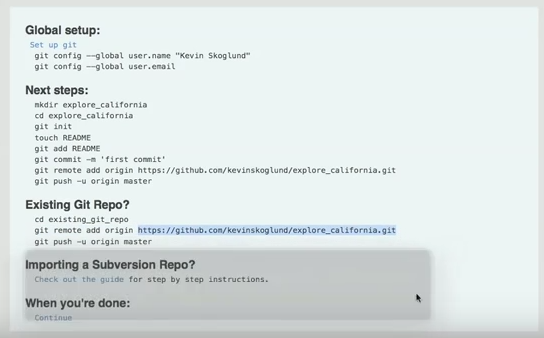 Global setup:
Set up git
git config --global user.name "Kevin Skoglund"
git config --global user.email
Next steps:
mkdir explore_california
cd explore_california
git init
touch README
git add README
git commit -m 'first commit'
git remote add origin https://github.com/kevinskoglund/explore_california.git
git push -u origin master
Existing Git Repo?
cd existing_git_repo
git remote add origin https://github.com/kevinskoglund/explore_california.git
git push -u origin master
Importing a Subversion Repo?
Check out the guide for step by step instructions.
When you're done:
Continue